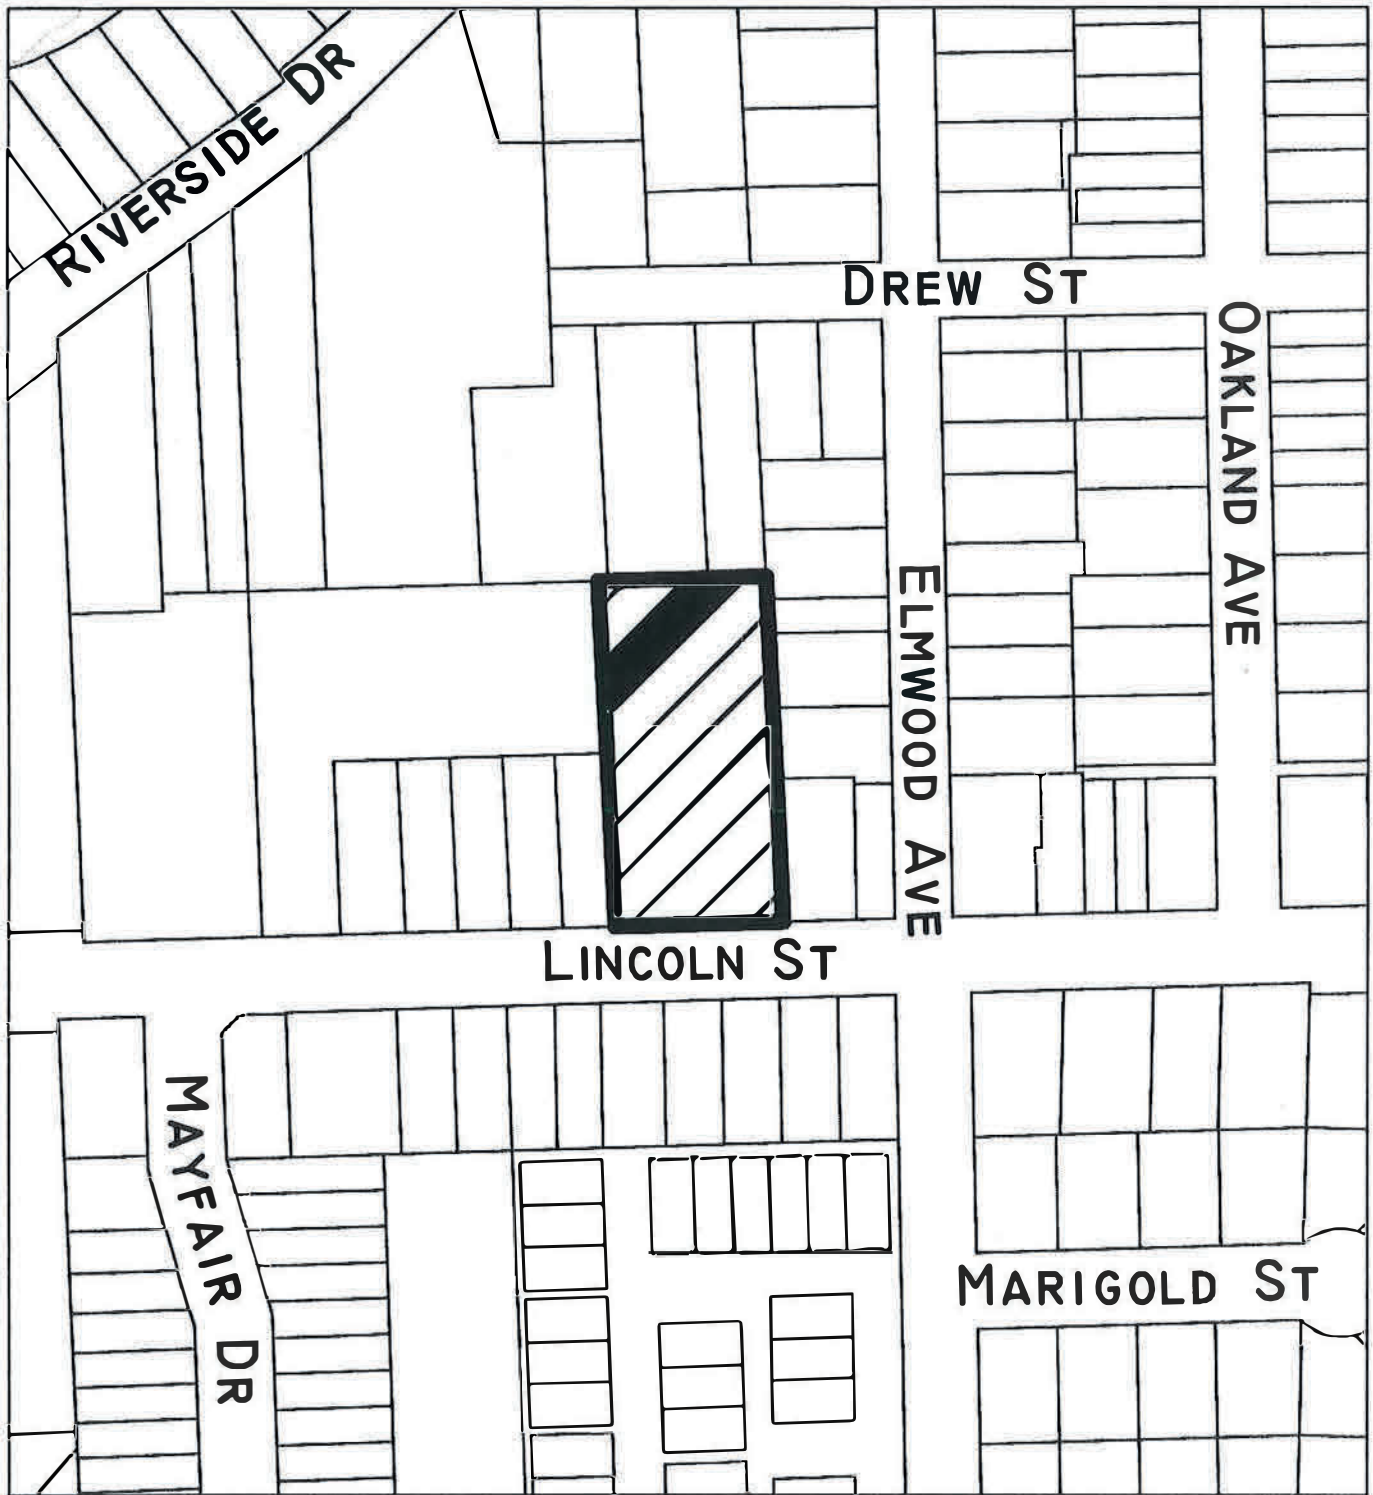 RIVERSIDE DR
DREW ST
OAKLAND AVE
ELMWOOD AVE
LINCOLN ST
MAYFAIR DR
MARIGOLD ST